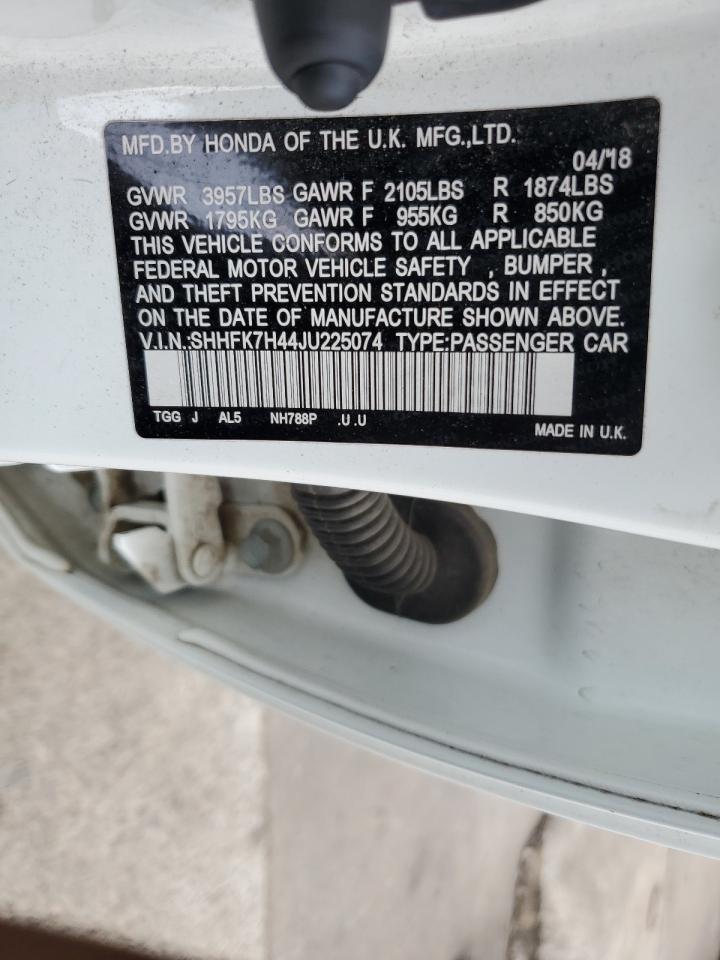 MFD.BY HONDA OF THE U.K. MFG.,LTD.
04/'18
GVWR 3957LBS GAWR F 2105LBS R 1874LBS
GVWR 1795KG GAWR F 955KG R 850KG
THIS VEHICLE CONFORMS TO ALL APPLICABLE
FEDERAL MOTOR VEHICLE SAFETY , BUMPER ,
AND THEFT PREVENTION STANDARDS IN EFFECT
ON THE DATE OF MANUFACTURE SHOWN ABOVE.
V.I.N.:SHHFK7H44JU225074 TYPE:PASSENGER CAR
TGG J AL5 NH788P .U .U
MADE IN U.K.